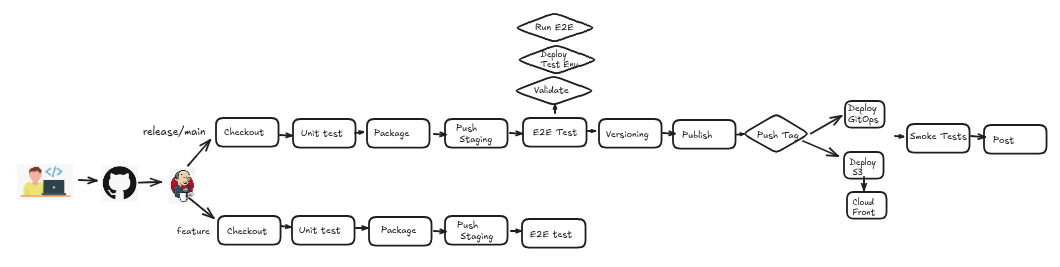 Run E2E
Deploy
Test Env
Validate
release/main
Checkout
Unit test
Package
Push
Staging
E2E Test
Versioning
Publish
Push Tag
Deploy
GitOps
Smoke Tests
Post
Deploy
S3
Cloud
Front
feature
Checkout
Unit test
Package
Push
Staging
E2E test